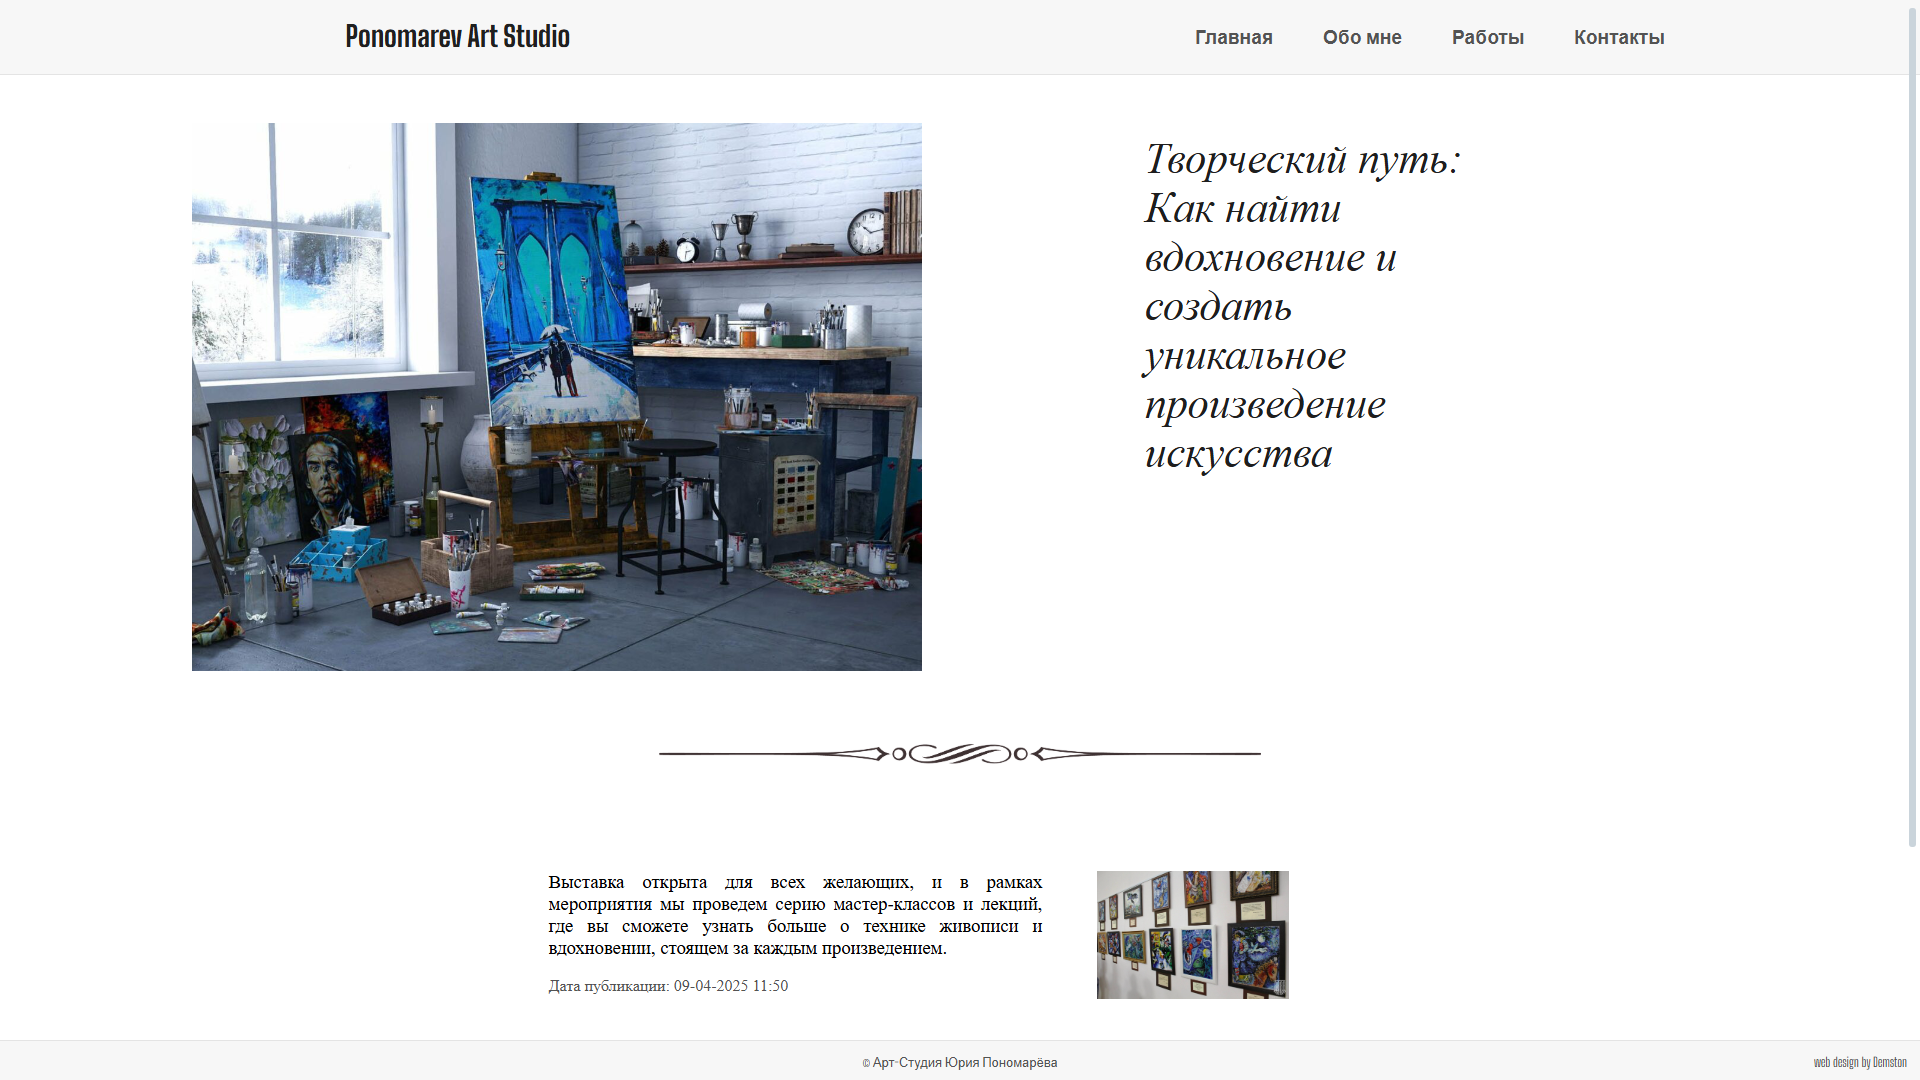 Ponomarev Art Studio
Главная Обо мне Работы Контакты
Творческий путь:
Как найти
вдохновение и
создать
уникальное
произведение
искусства
Выставка открыта для всех желающих, и в рамках
мероприятия мы проведем серию мастер-классов и лекций,
где вы сможете узнать больше о технике живописи и
вдохновении, стоящем за каждым произведением.
Дата публикации: 09-04-2025 11:50
© Арт-Студия Юрия Пономарёва
web design by Demston